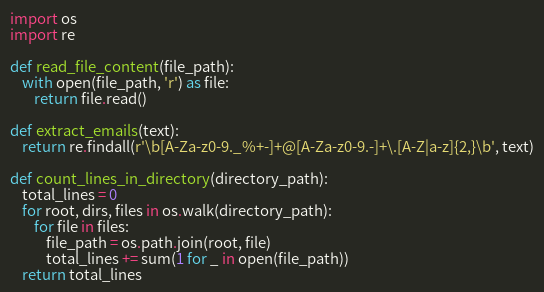 import os
import re

def read_file_content(file_path):
    with open(file_path, 'r') as file:
        return file.read()

def extract_emails(text):
    return re.findall(r'\b[A-Za-z0-9._%+-]+@[A-Za-z0-9.-]+\.[A-Z|a-z]{2,}\b', text)

def count_lines_in_directory(directory_path):
    total_lines = 0
    for root, dirs, files in os.walk(directory_path):
        for file in files:
            file_path = os.path.join(root, file)
            total_lines += sum(1 for _ in open(file_path))
    return total_lines